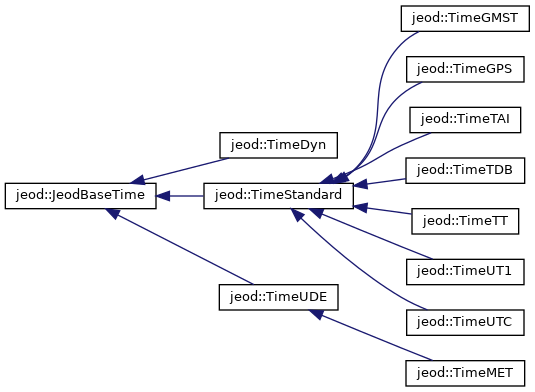 jeod::TimeGMST
jeod::TimeGPS
jeod::TimeTAI
jeod::TimeDyn
jeod::TimeTDB
jeod::JeodBaseTime
jeod::TimeStandard
jeod::TimeTT
jeod::TimeUT1
jeod::TimeUDE
jeod::TimeUTC
jeod::TimeMET